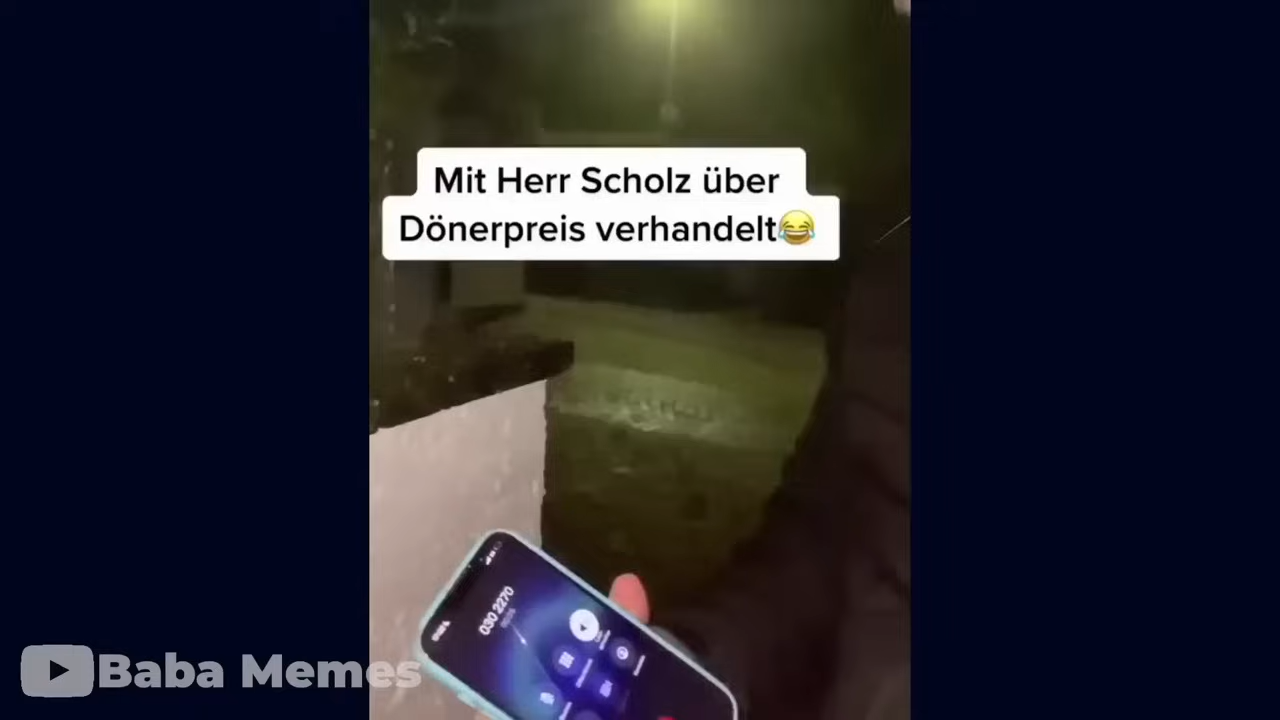 Mit Herr Scholz über
Dönerpreis verhandelt😂
030 2270
Baba Memes